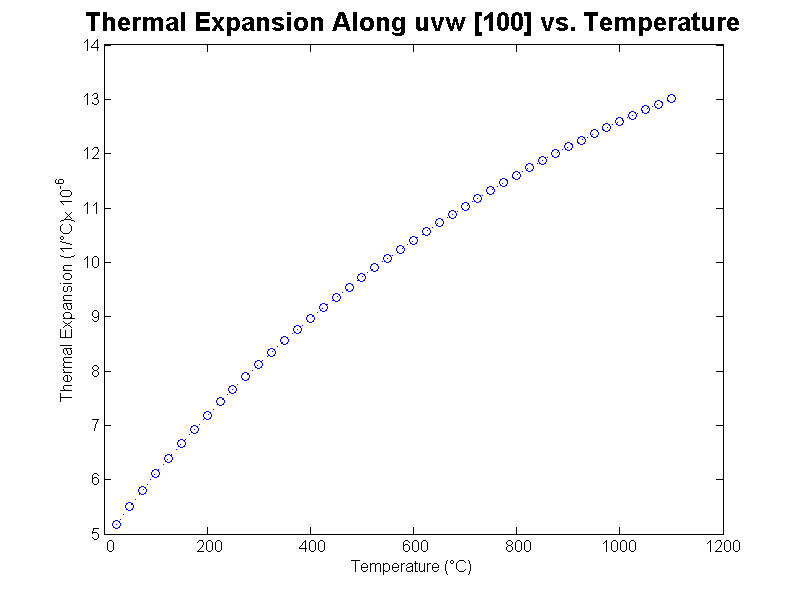 Thermal Expansion Along uvw [100] vs. Temperature
14
13
12
11
10
9
8
7
6
5
Thermal Expansion (1/°C)x 10-6
0 200 400 600 800 1000 1200
Temperature (°C)